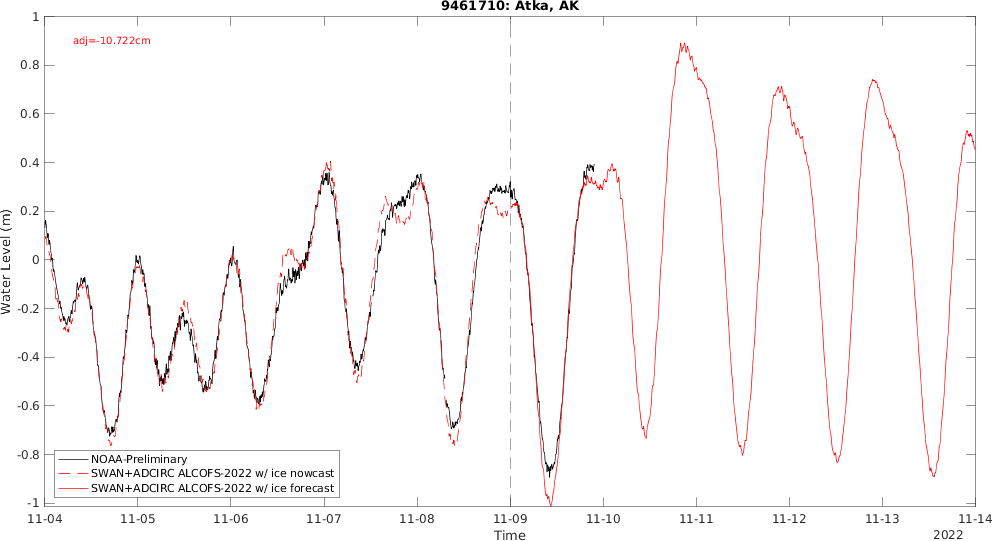 9461710: Atka, AK
adj=-10.722cm
1
0.8
0.6
0.4
0.2
0
-0.2
-0.4
-0.6
-0.8
-1
Water Level (m)
NOAA-Preliminary
SWAN+ADCIRC ALCOFS-2022 w/ ice nowcast
SWAN+ADCIRC ALCOFS-2022 w/ ice forecast
11-04 11-05 11-06 11-07 11-08 11-09 11-10 11-11 11-12 11-13 11-14
Time
2022